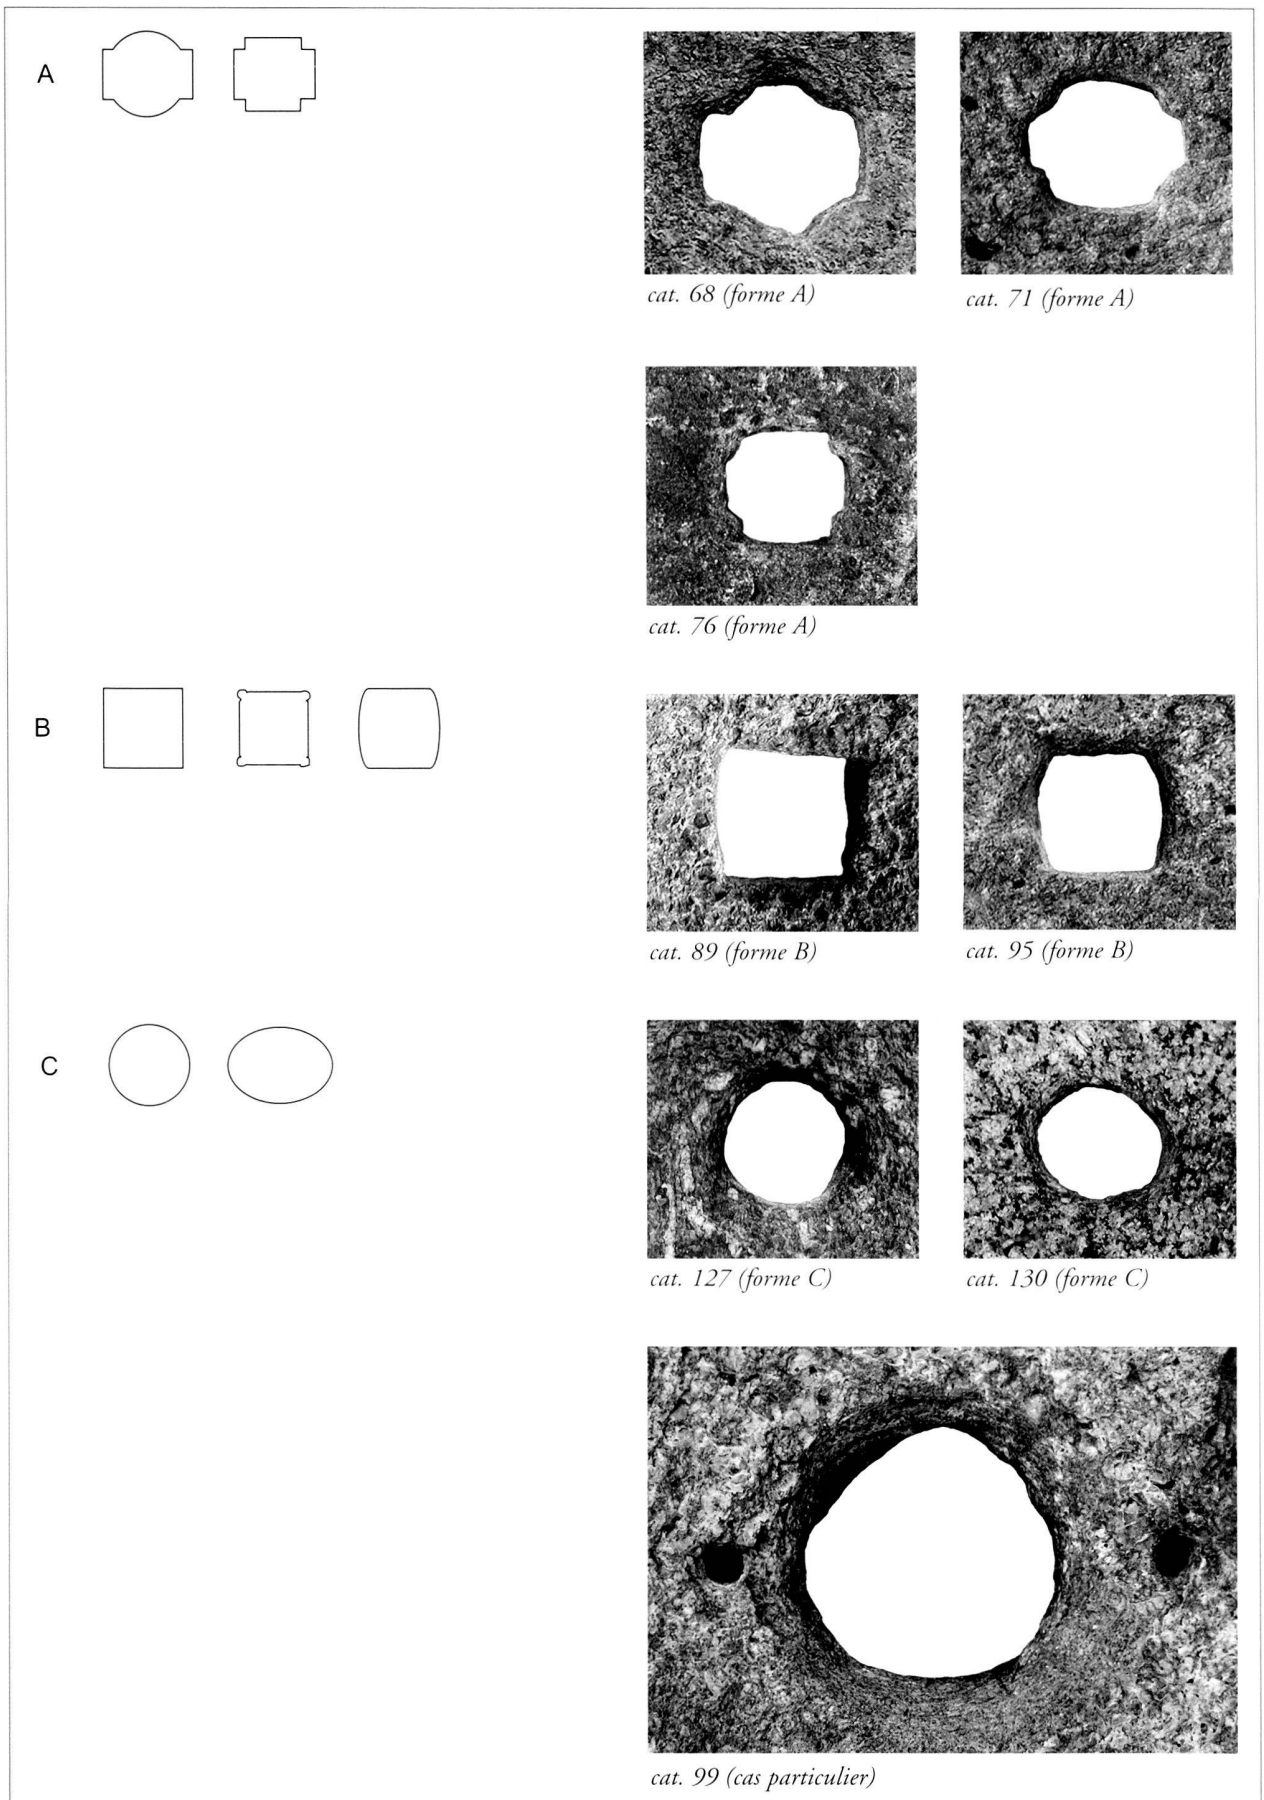 A
cat. 68 (forme A)
cat. 71 (forme A)
cat. 76 (forme A)
B
cat. 89 (forme B)
cat. 95 (forme B)
C
cat. 127 (forme C)
cat. 130 (forme C)
cat. 99 (cas particulier)